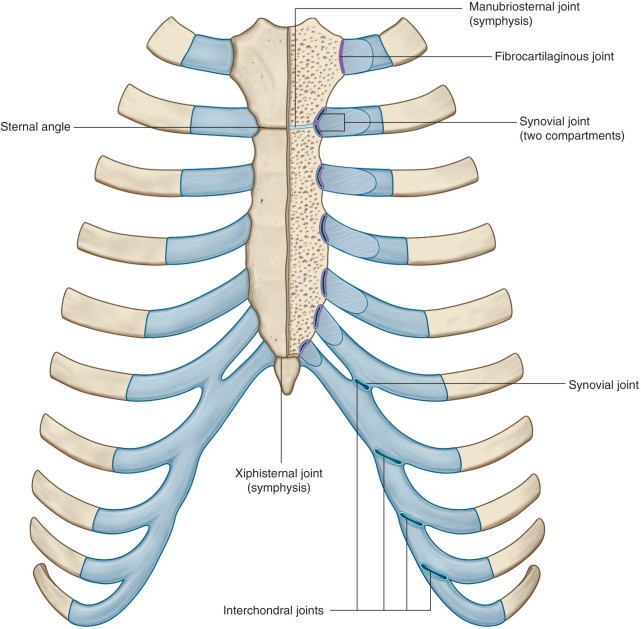 Manubriosternal joint
(symphysis)
Fibrocartilaginous joint
Sternal angle
Synovial joint
(two compartments)
Synovial joint
Xiphisternal joint
(symphysis)
Interchondral joints